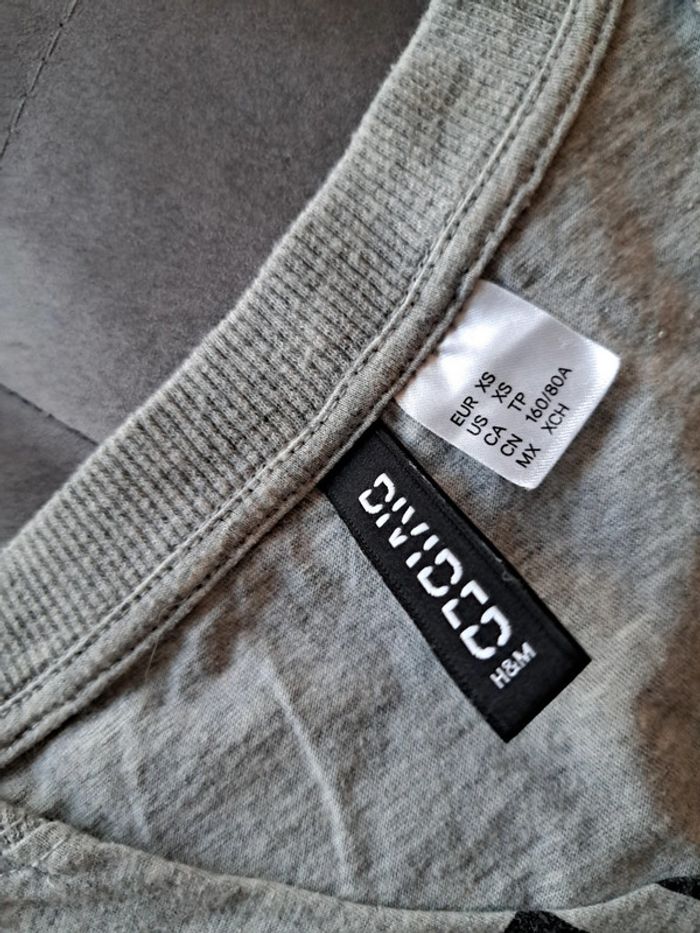 EUR XS
US XS
CA TP
CN 160/80A
MX XCH
DIVIDED
H&M